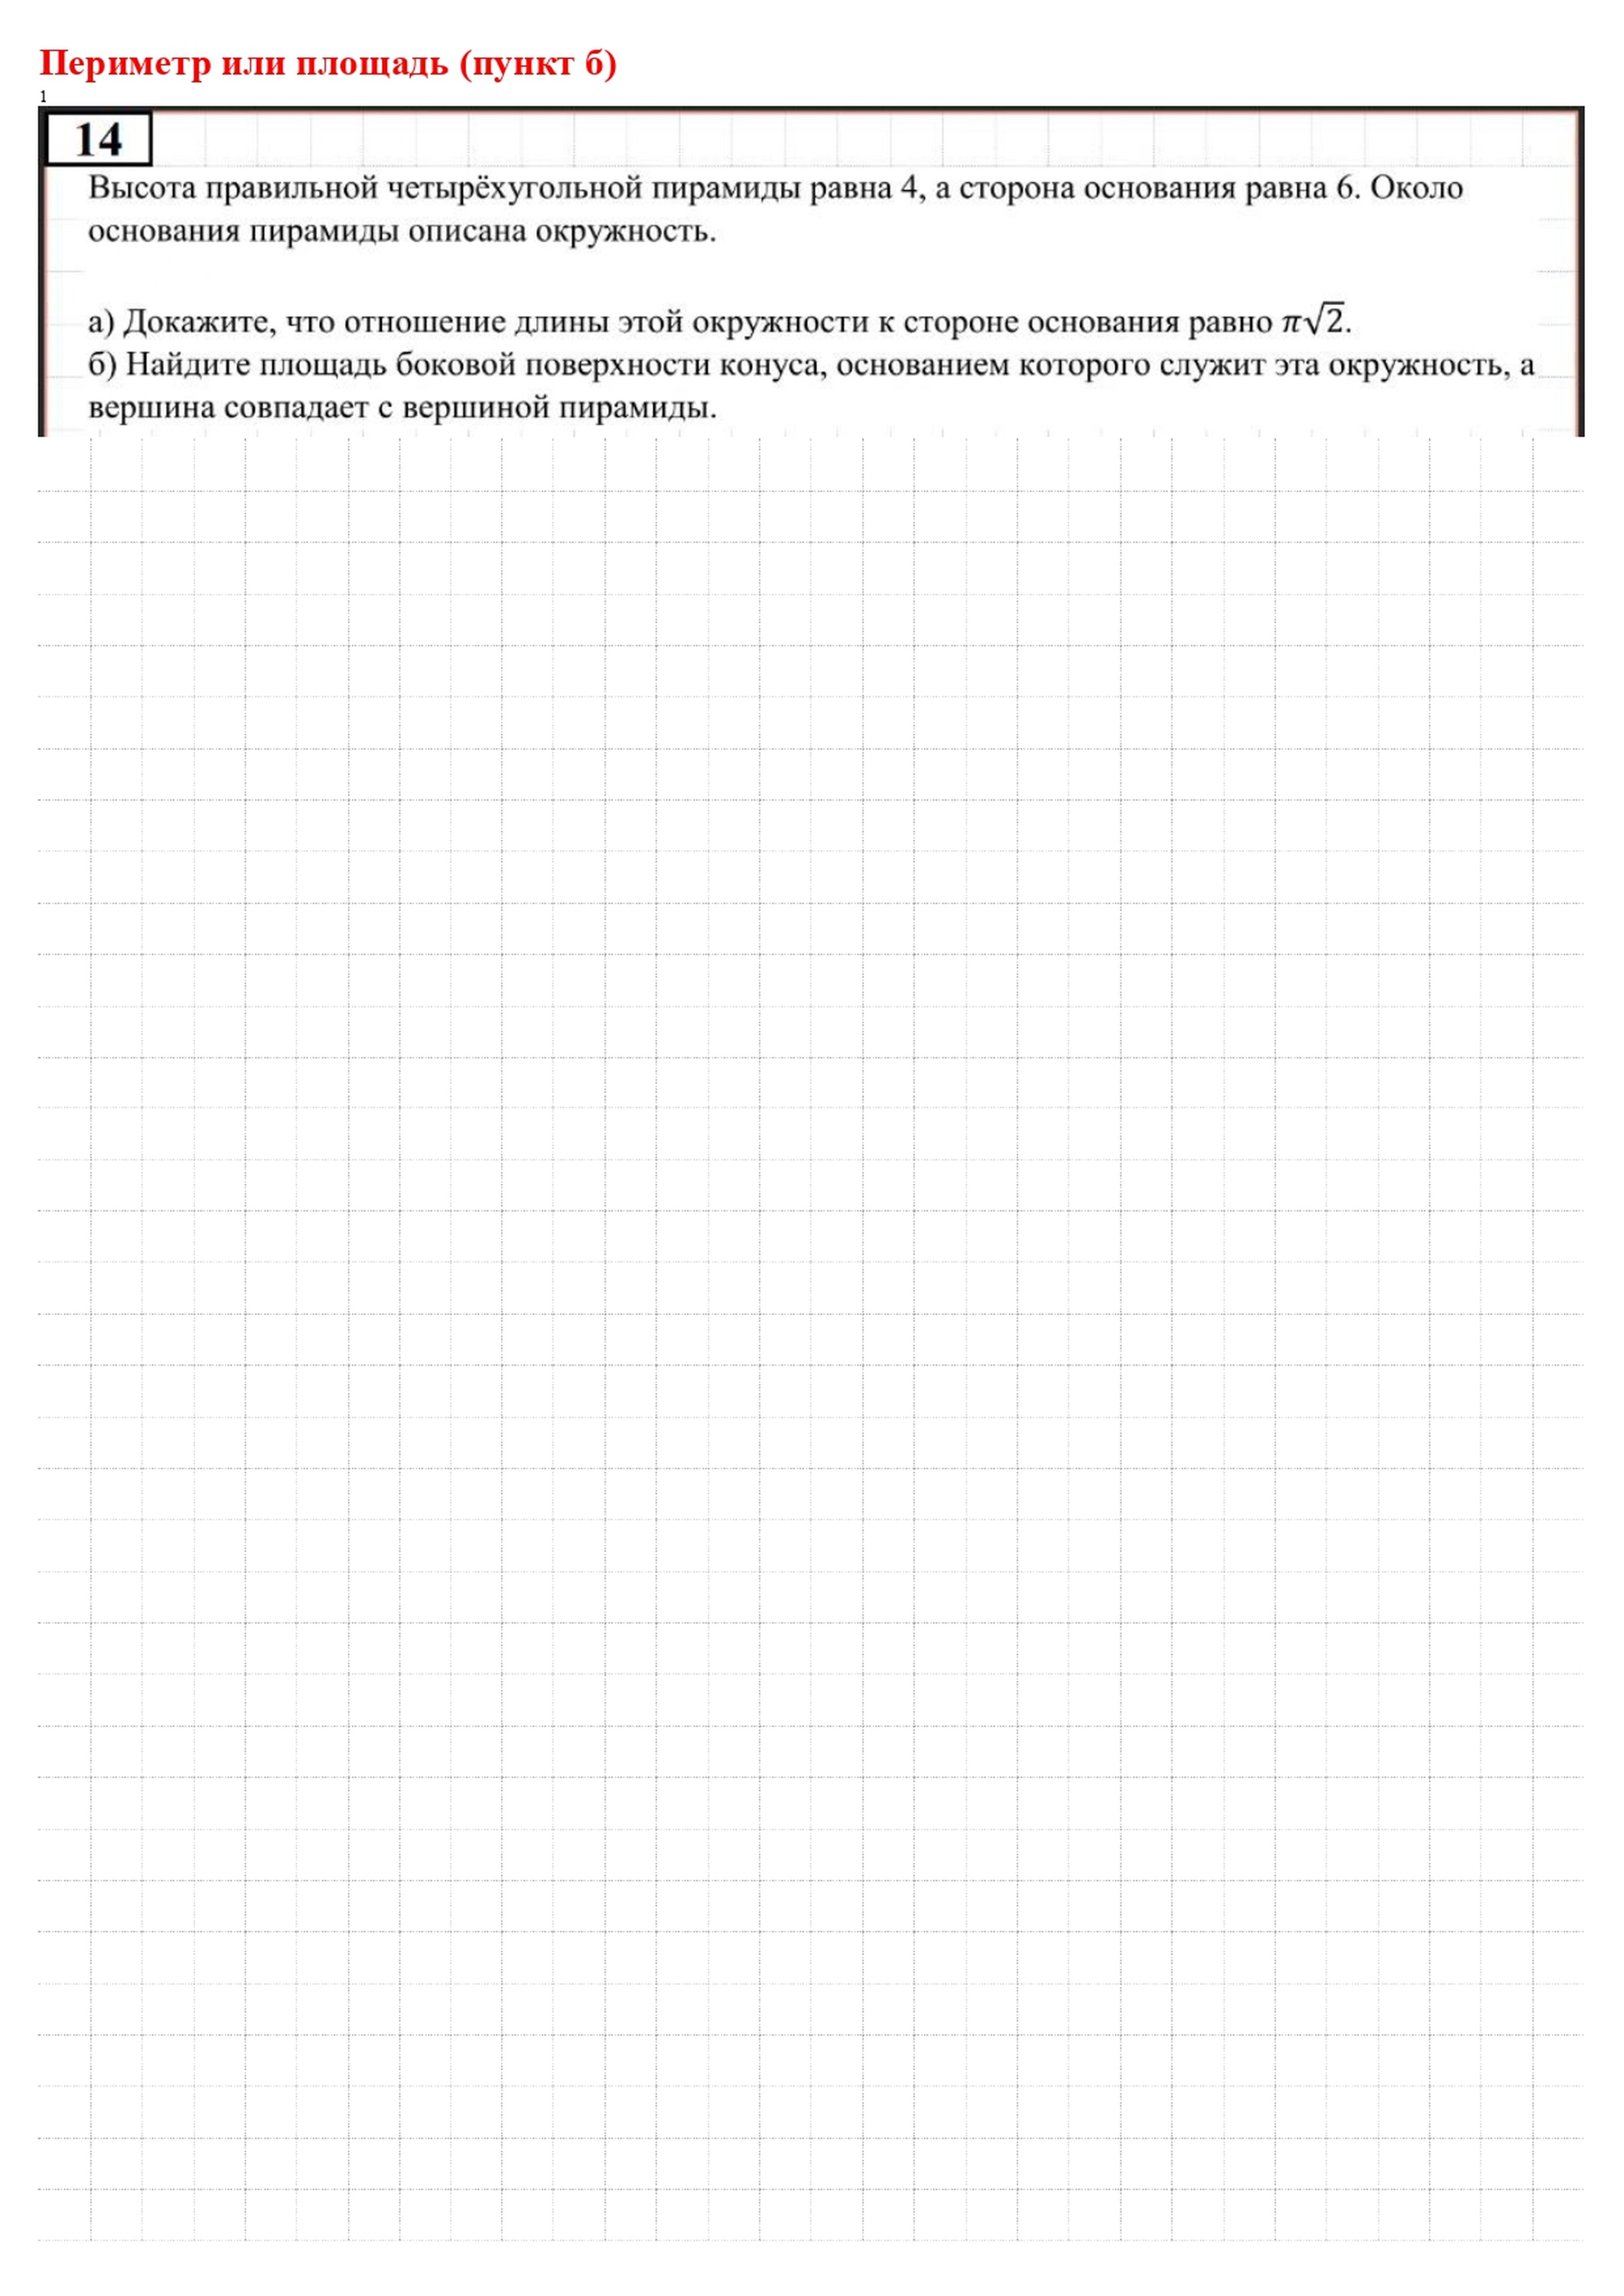 Периметр или площадь (пункт б)
1
14
Высота правильной четырёхугольной пирамиды равна 4, а сторона основания равна 6. Около
основания пирамиды описана окружность.
а) Докажите, что отношение длины этой окружности к стороне основания равно π√2.
б) Найдите площадь боковой поверхности конуса, основанием которого служит эта окружность, а
вершина совпадает с вершиной пирамиды.